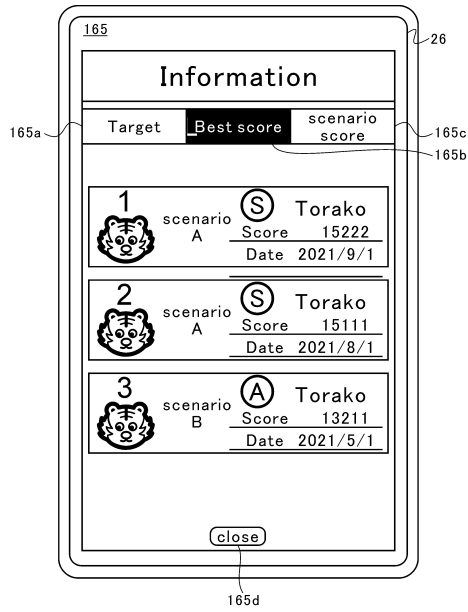 165
26
Information
165a
Target
Best score
scenario
score
165c
165b
1
scenario
A
S
Torako
Score 15222
Date 2021/9/1
2
scenario
A
S
Torako
Score 15111
Date 2021/8/1
3
scenario
B
A
Torako
Score 13211
Date 2021/5/1
close
165d